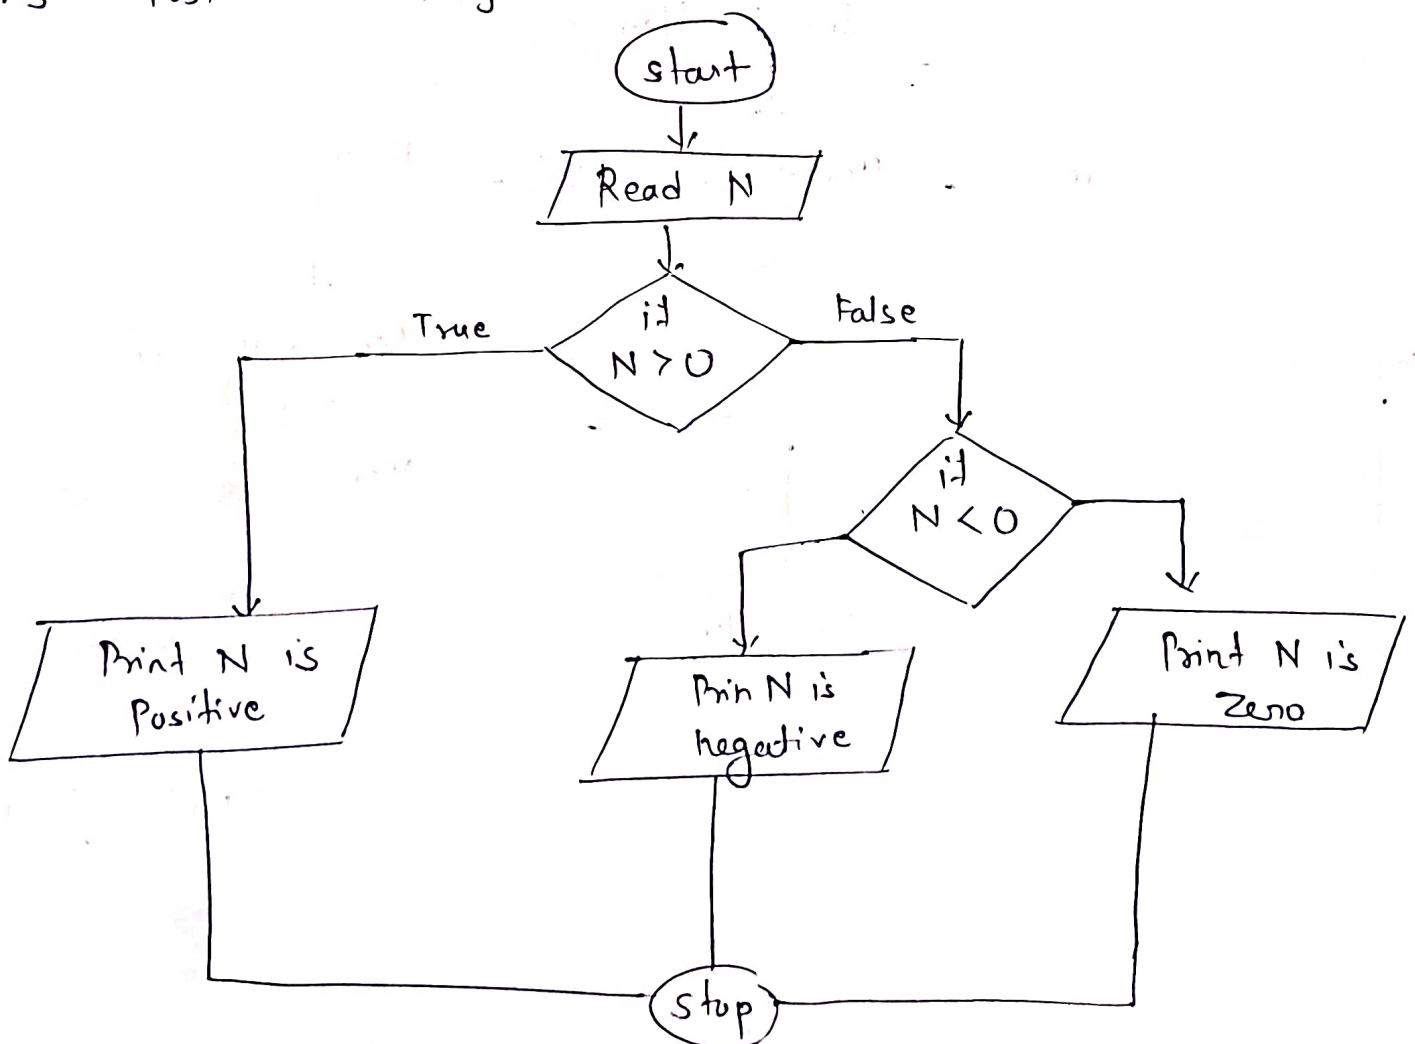 start
Read N
True
False
if
N > 0
if
N < 0
Print N is
Positive
Prin N is
negative
Print N is
Zero
stop